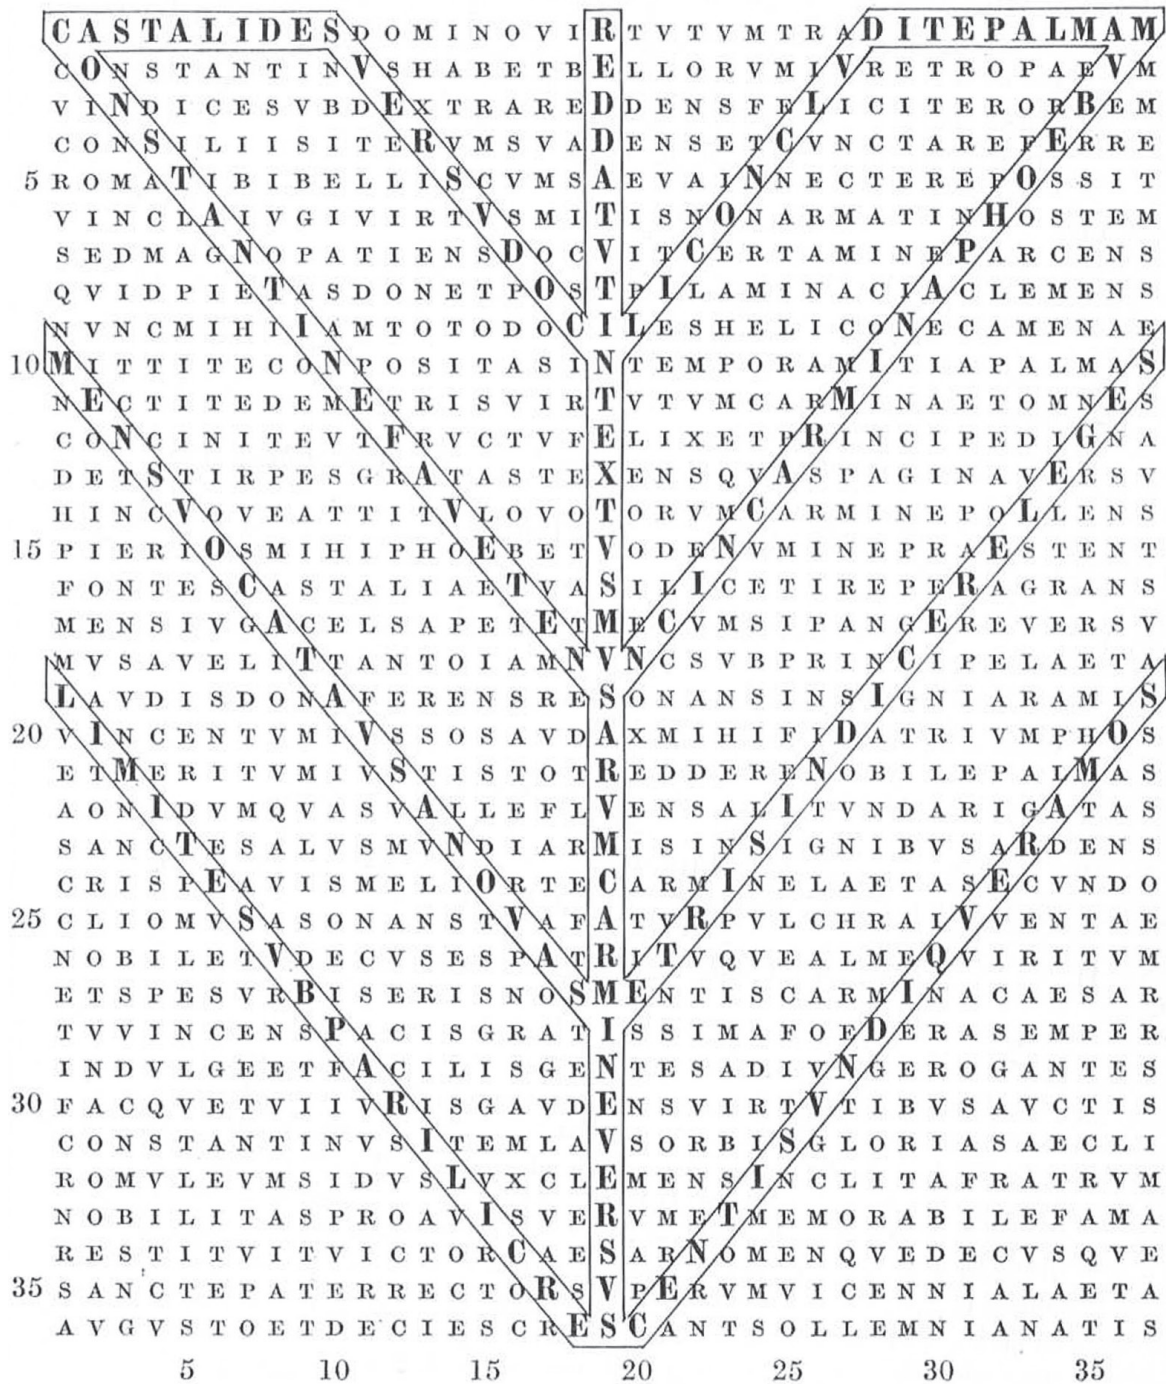 CASTALIDESDOMINOVIRTVTVMTRADITEPALMAM
CONSTANTINVSHABETBELLORVMIVRETROPAEVM
VINDICESVBDEXTRAREDDENSFELICITERORBEM
CONSILIISITERVMSVADENSETCVNCTAREFERRE
5 ROMATIBIBELLISCVMSAEVAINNECTEREPOSSIT
VINCLAIVGIVIRTVSMITISNONARMATINHOSTEM
SEDMAGNOPATIENSDOCVITCERTAMINEPARCENS
QVIDPIETASDONETPOSTPILAMINACIACLEMENS
NVNCMIHIIAMTOTODOCILESHELICONECAMENAE
10 MITTITECONPOSITASINTEMPORAMITIAPALMAS
NECTITEDEMETRISVIRTVTVMCARMINAETOMNES
CONCINITEVTFRVCTVFELIXETPRINCIPEDIGNA
DETSTIRPESGRATASTEXENSQVASPAGINAVERSV
HINCVOVEATTITVLOVOTORVMCARMINEPOLLENS
15 PIERIOSMIHIPHOEBETVODENVMINEPRAESTENT
FONTESCASTALIAETVASILICETIREPERAGRANS
MENSIVGACELSAPETETMECVMSIPANGEREVERSV
MVSAVELITTANTOIAMNVNCSVBPRINCIPELAETA
LAVDISDONAFERENSRESONANSINSIGNIARAMIS
20 VINCENTVMIVSSOSAVDAXMIHIFIDATRIVMPHOS
ETMERITVMIVSTISTOTREDDERENOBILEPALMAS
AONIDVMQVASVALLEFLVENSALITVNDARIGATAS
SANCTESALVSMVNDIARMISINSIGNIBVSARDENS
CRISPEAVISMELIORTECARMINELAETASECVNDO
25 CLIOMVSASONANSTVAFATVRPVLCHRAIVVENTAE
NOBILETVDECVSESPATRITVQVEALMEQVIRITVM
ETSPESVRBISERISNOSMENTISCARMINACAESAR
TVVINCENSPACISGRATISSIMAFOEDERASEMPER
INDVLGEETFACILISGENTESADIVNGEROGANTES
30 FACQVETVIIVRISGAVDENSVIRTVTIBVSAVCTIS
CONSTANTINVSITEMLAVSORBISGLORIASAECLI
ROMVLEVMSIDVSLVXCLEMENSINCLITAFRATRVM
NOBILITASPROAVISVERVMETMEMORABILEFAMA
RESTITVITVICTORCAESARNOMENQVEDECVSQVE
35 SANCTEPATERRECTORSVPERVMVICENNIALAETA
AVGVSTOETDECIESCRESCANTSOLLEMNIANATIS
5 10 15 20 25 30 35